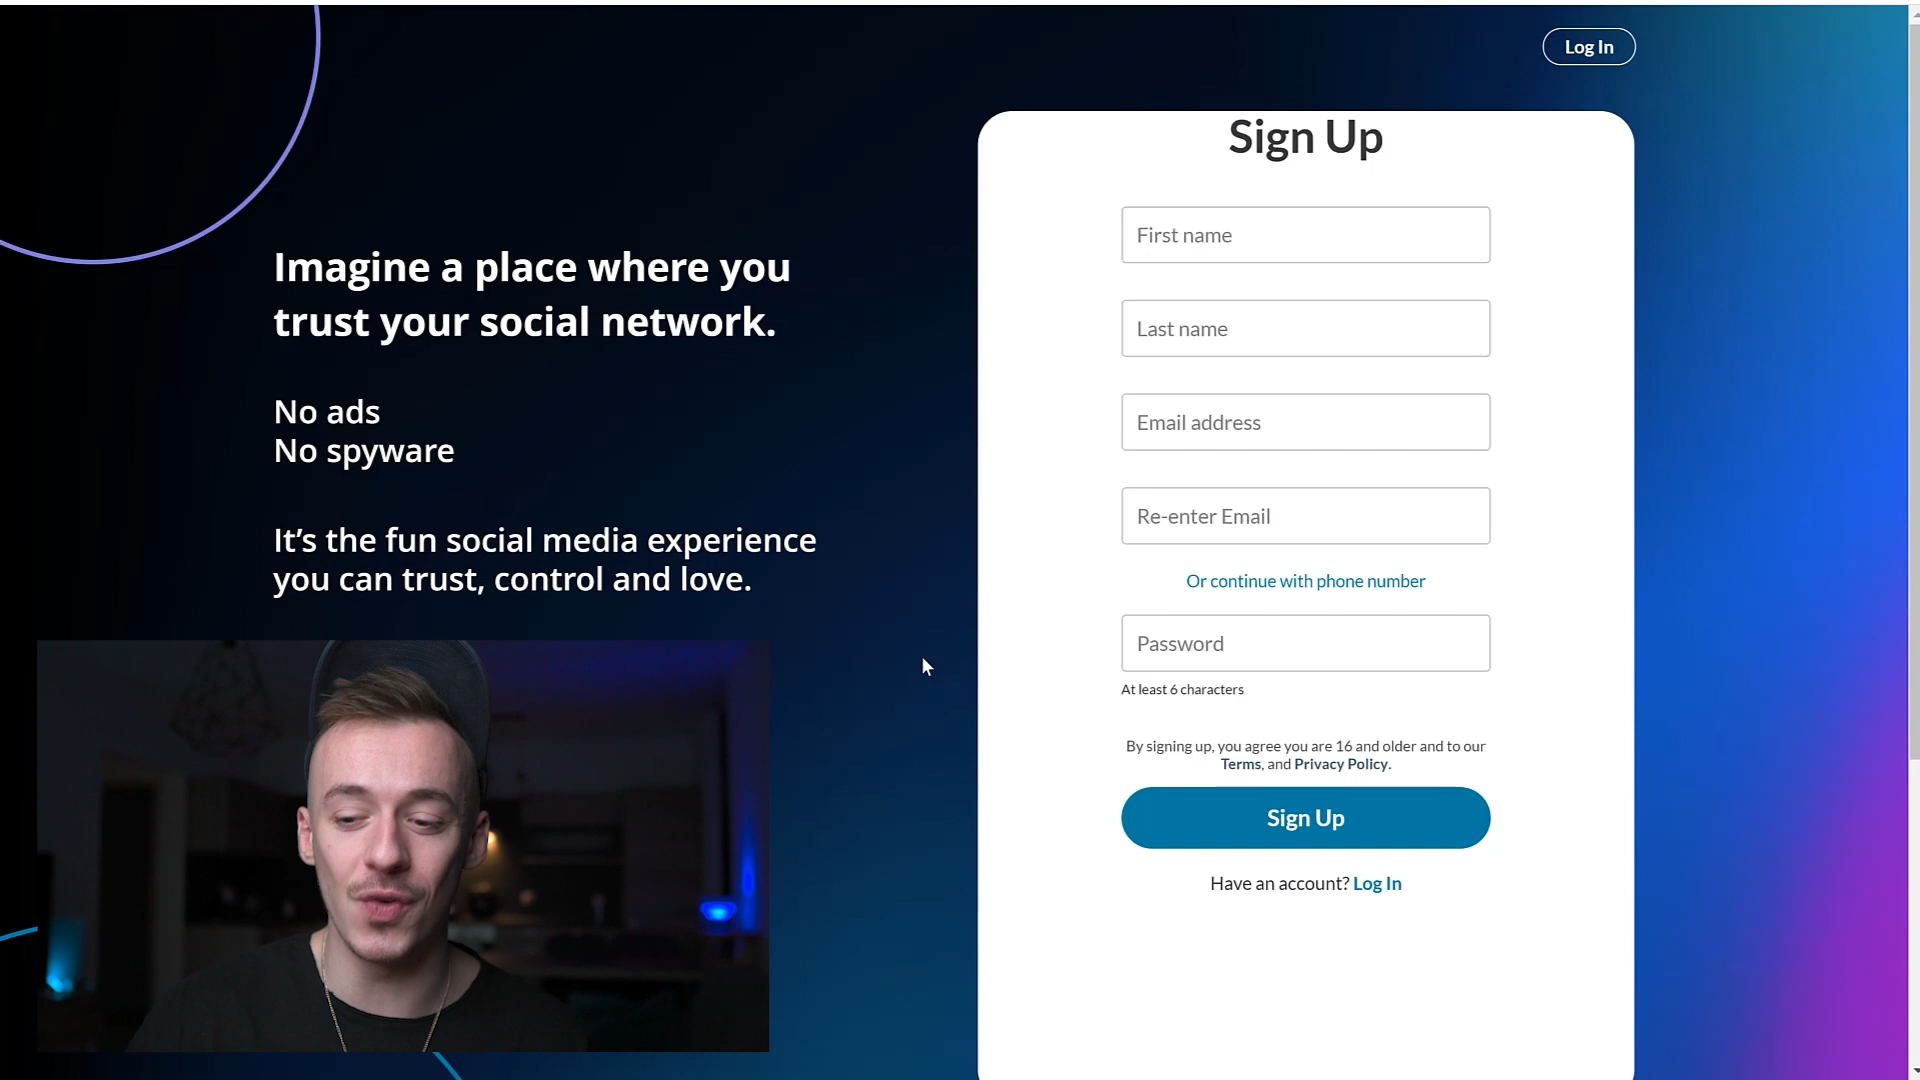 Log In
Imagine a place where you
trust your social network.
No ads
No spyware
It’s the fun social media experience
you can trust, control and love.
Sign Up
First name
Last name
Email address
Re-enter Email
Or continue with phone number
Password
At least 6 characters
By signing up, you agree you are 16 and older and to our
Terms, and Privacy Policy.
Sign Up
Have an account? Log In